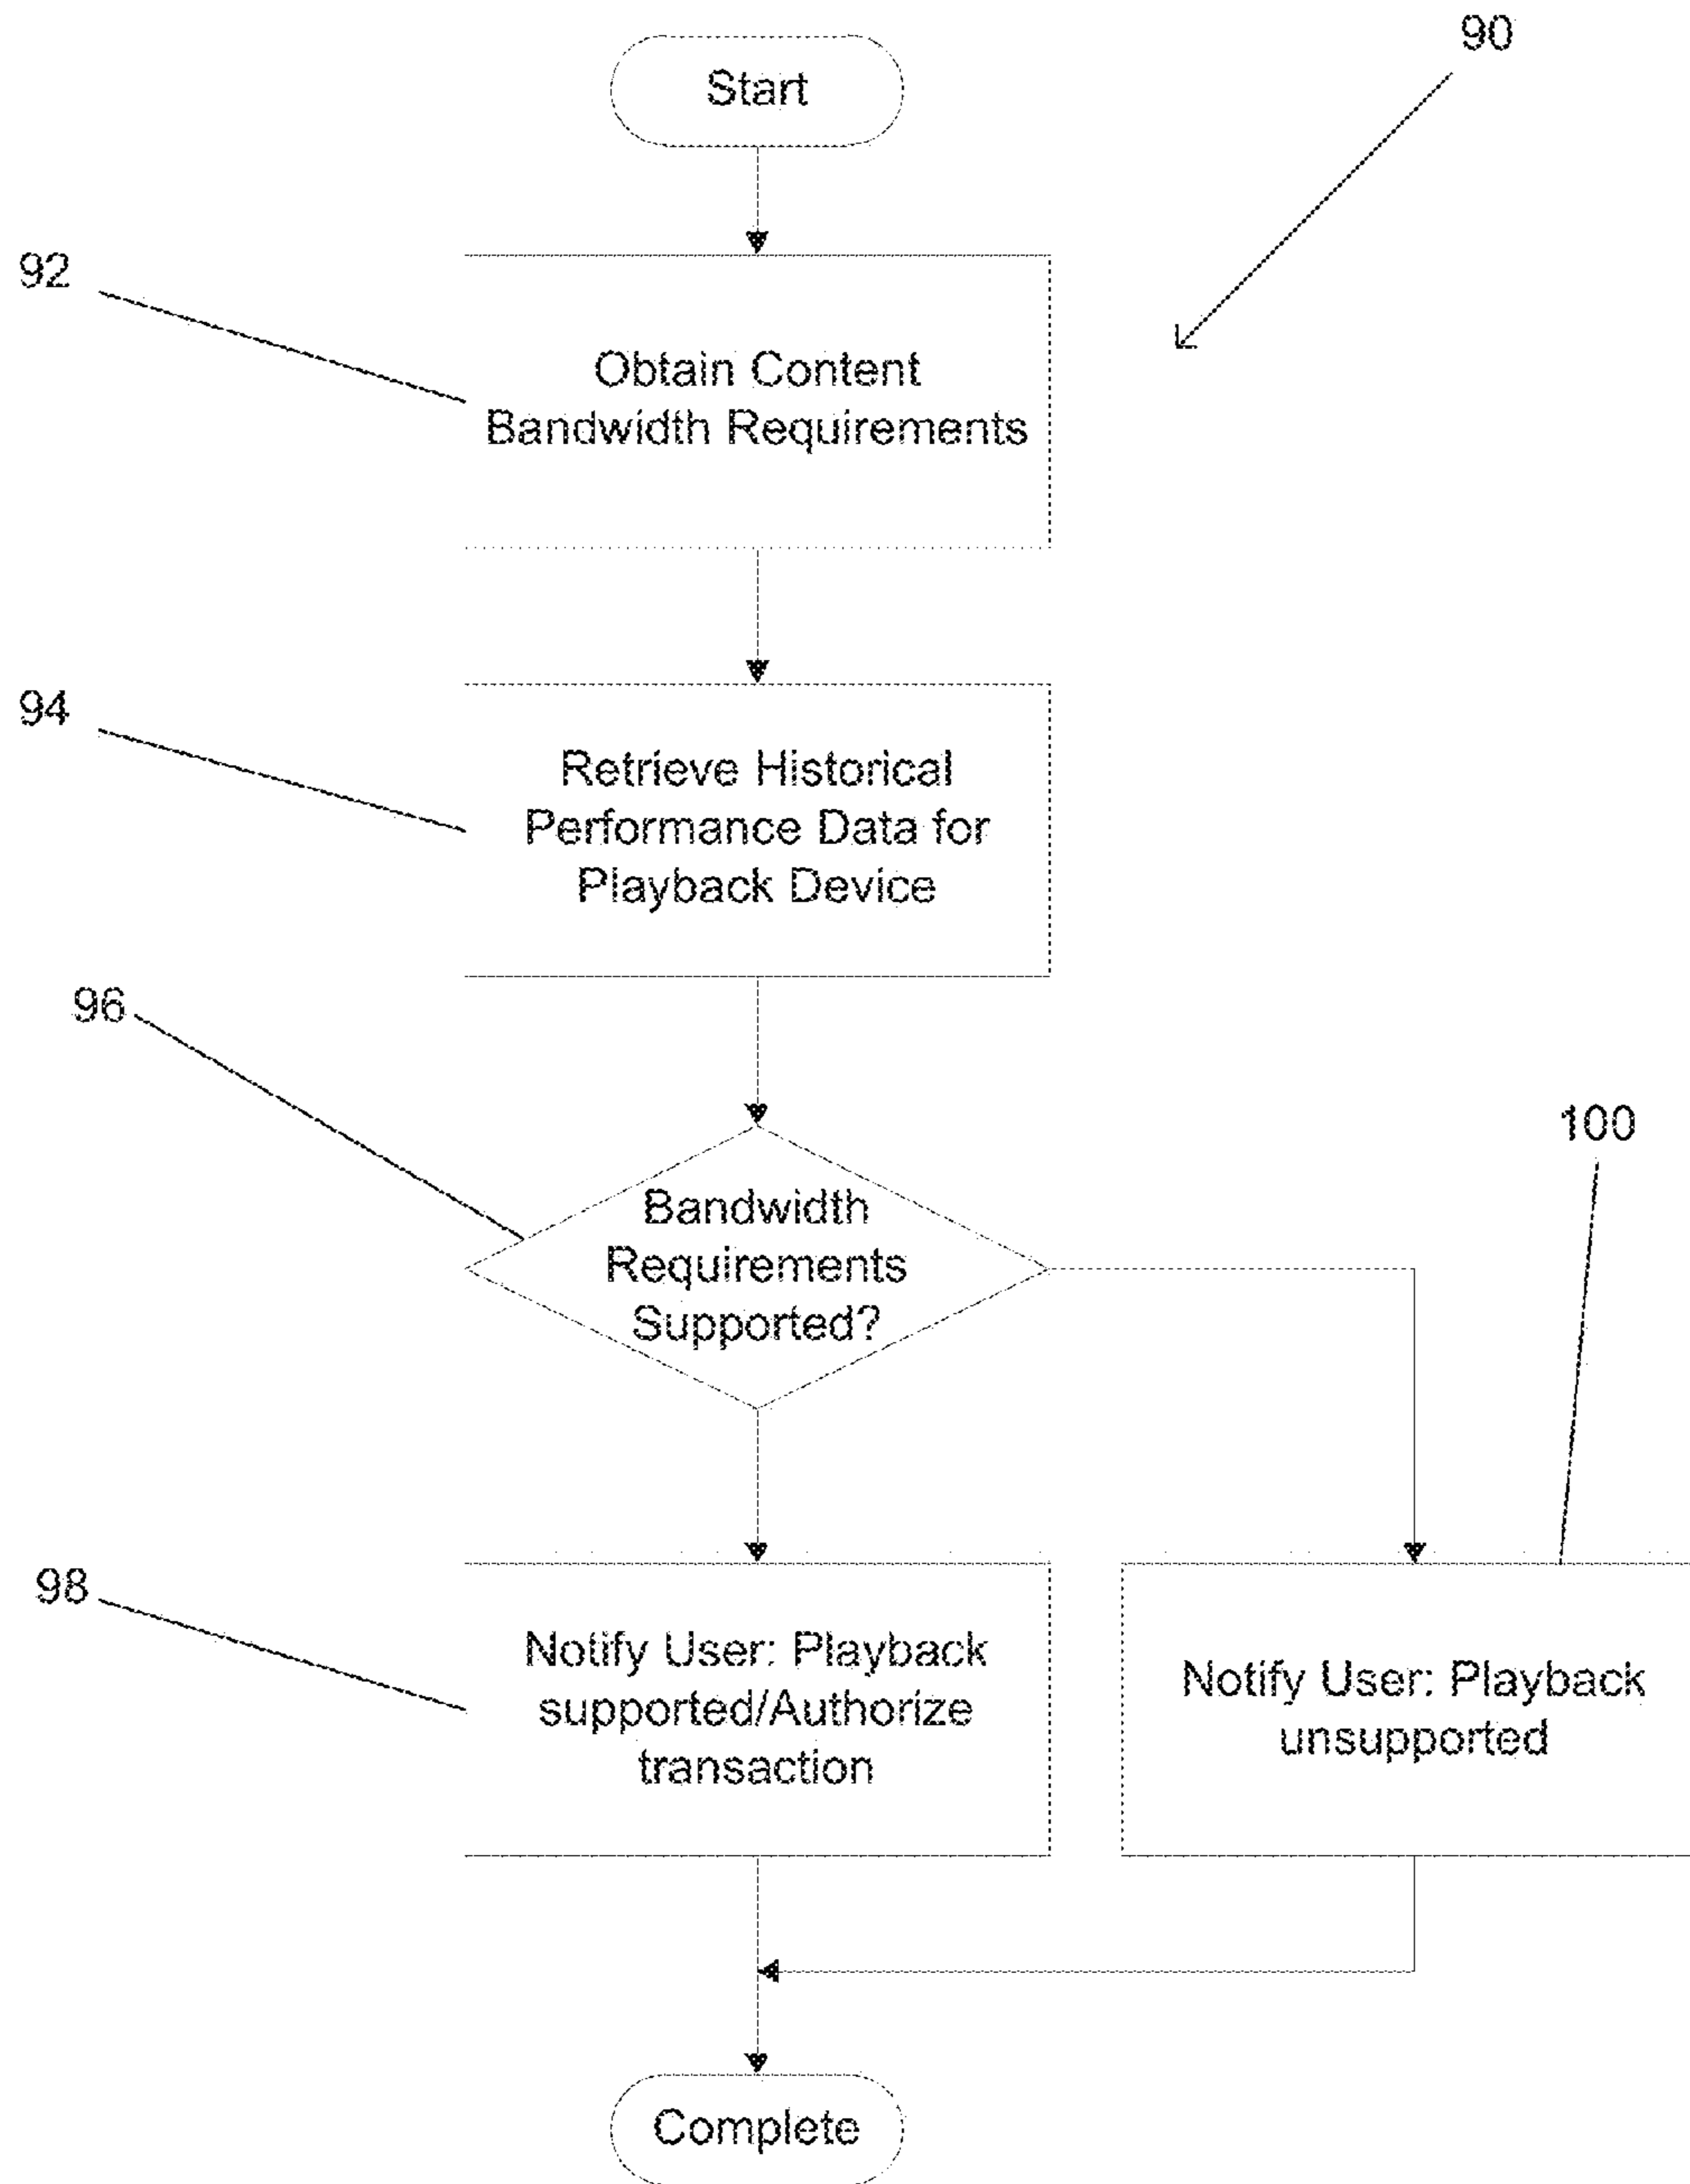 Start
90
92
Obtain Content
Bandwidth Requirements
94
Retrieve Historical
Performance Data for
Playback Device
96
Bandwidth
Requirements
Supported?
100
98
Notify User: Playback
supported/Authorize
transaction
Notify User: Playback
unsupported
Complete